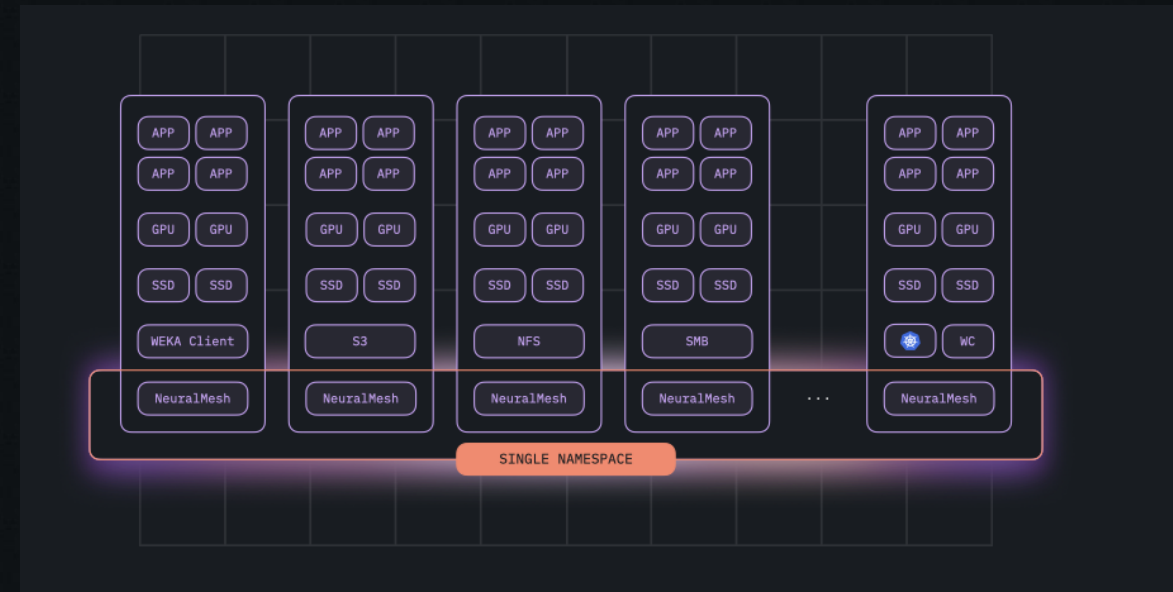 APP APP APP APP APP APP APP APP APP APP
APP APP APP APP APP APP APP APP APP APP
GPU GPU GPU GPU GPU GPU GPU GPU GPU GPU
SSD SSD SSD SSD SSD SSD SSD SSD SSD SSD
WEKA Client S3 NFS SMB WC
NeuralMesh NeuralMesh NeuralMesh NeuralMesh ... NeuralMesh
SINGLE NAMESPACE